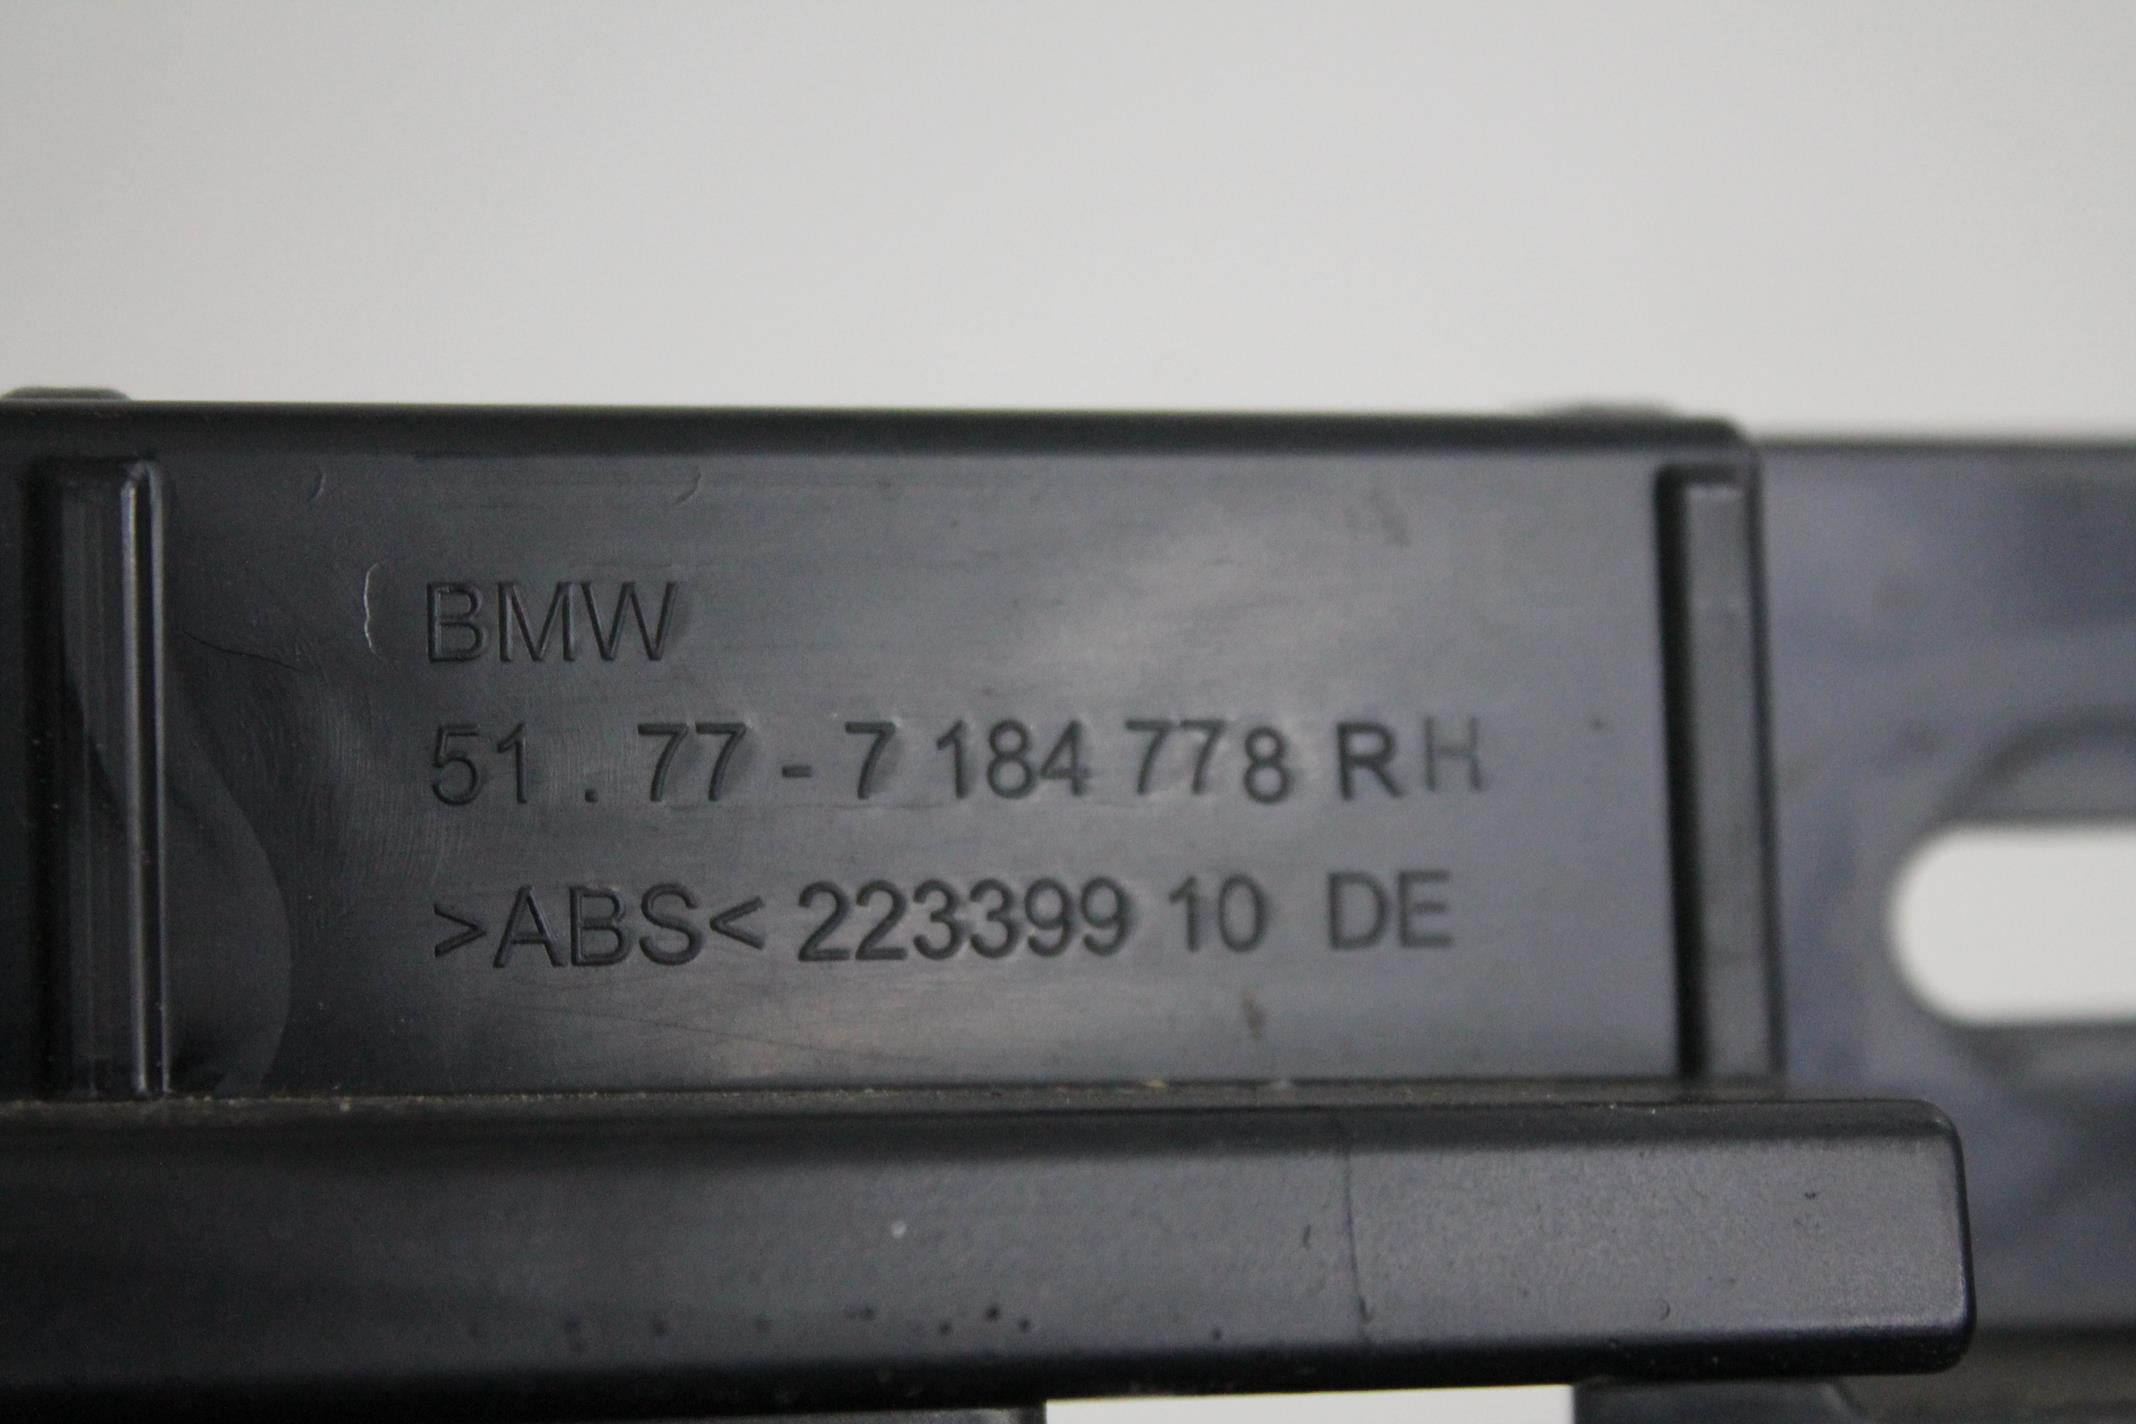 BMW
51 . 77 - 7 184 778 RH
>ABS< 223399 10 DE